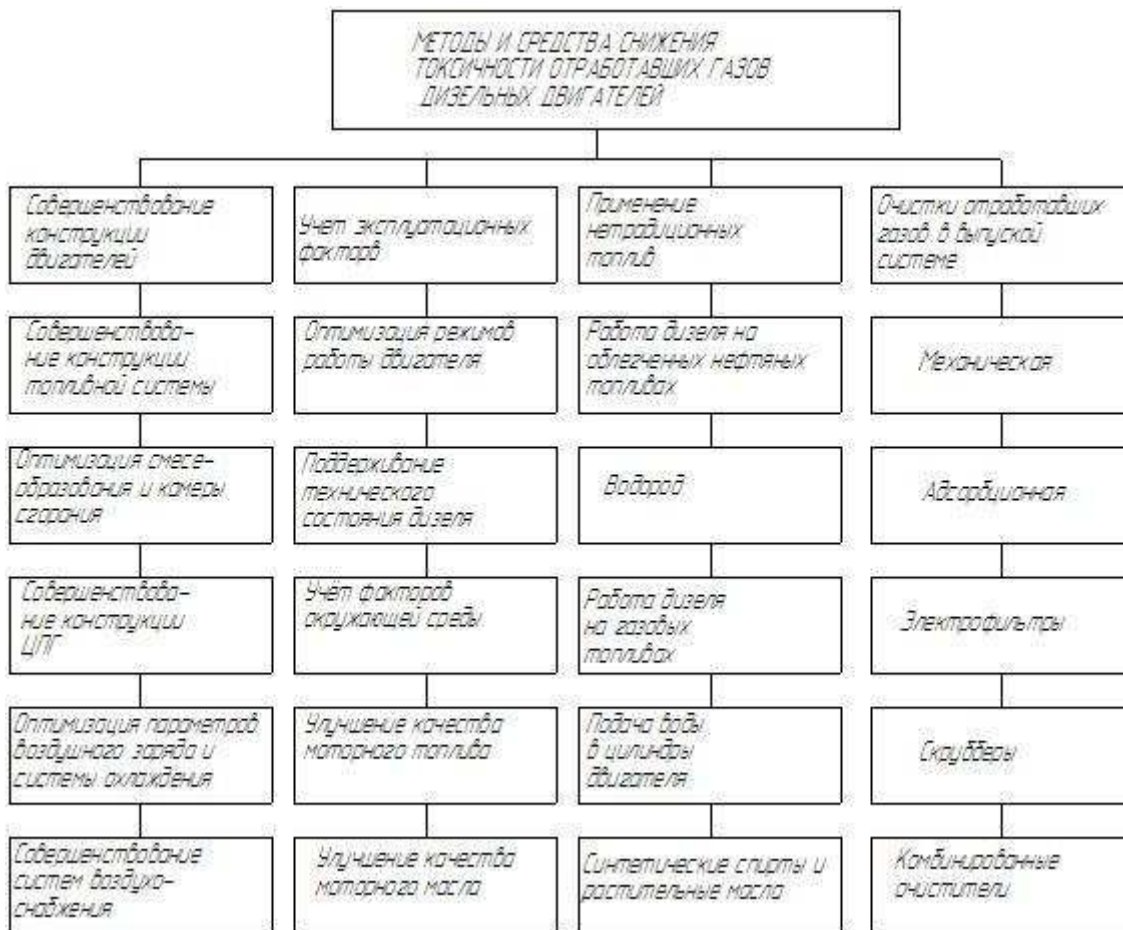 МЕТОДЫ И СРЕДСТВА СНИЖЕНИЯ
ТОКСИЧНОСТИ ОТРАБОТАВШИХ ГАЗОВ
ДИЗЕЛЬНЫХ ДВИГАТЕЛЕЙ
Совершенствование
конструкции
двигателей
Учет эксплуатационных
факторв
Применение
нетрадиционных
топлив
Очистки отработавших
газов в выпуской
системе
Совершенствова-
ние конструкции
топливной системы
Оптимизация режимов
работы двигателя
Работа дизеля на
облегченных нефтяных
топливах
Механическая
Оптимизация смесе-
образования и камеры
сгорания
Поддерживание
технического
состояния дизеля
Водород
Адсорбционная
Совершенствова-
ние конструкции
ЦПГ
Учёт факторов
окружающей среды
Работа дизеля
на газовых
топливах
Электрофильтры
Оптимизация параметров
воздушного заряда и
системы охлаждения
Улучшение качества
моторного топлива
Подача воды
в цилиндры
двигателя
Скрубберы
Совершенствование
систем воздухо-
снабжения
Улучшение качества
моторного масла
Синтетические спирты и
растительные масла
Комбинированные
очистители